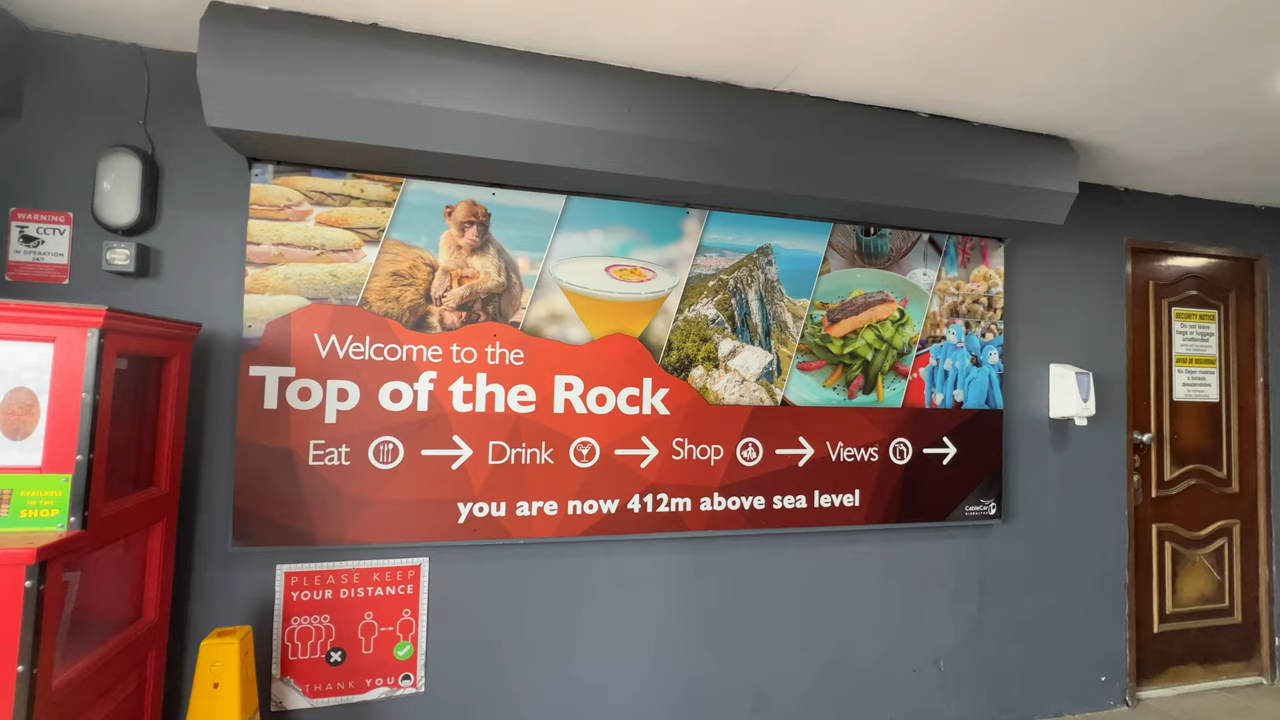 WARNING
CCTV
IN OPERATION
24/7
Welcome to the
Top of the Rock
Eat
Drink
Shop
Views
you are now 412m above sea level
CableCar
GIBRALTAR
AVAILABLE
IN THE
SHOP
PLEASE KEEP
YOUR DISTANCE
THANK YOU
SECURITY NOTICE
Do not leave
bags or luggage
unattended
AVISO DE SEGURIDAD
No Dejen maletas
o bolsos
desatendidos